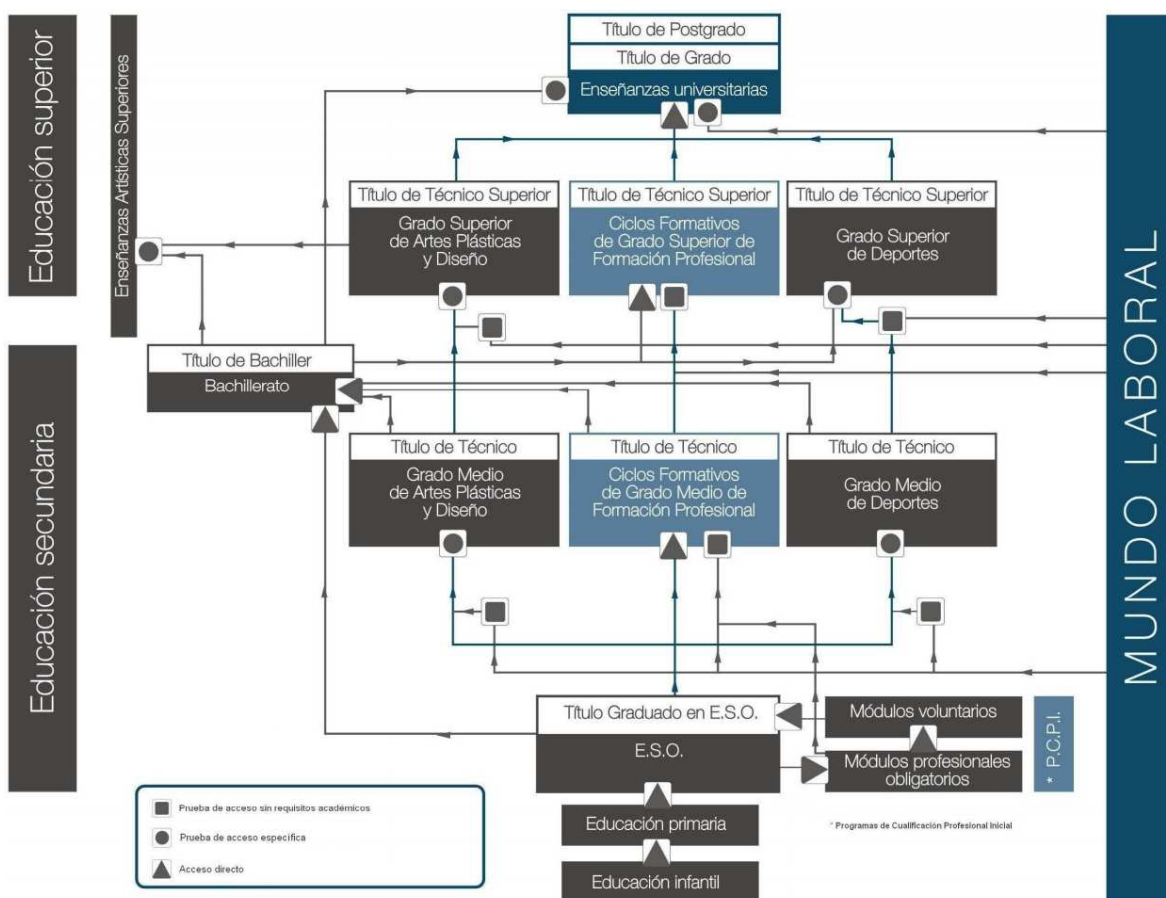 Educación superior
Enseñanzas Artísticas Superiores
Título de Postgrado
Título de Grado
Enseñanzas universitarias
Título de Técnico Superior
Grado Superior
de Artes Plásticas
y Diseño
Título de Técnico Superior
Ciclos Formativos
de Grado Superior de
Formación Profesional
Título de Técnico Superior
Grado Superior
de Deportes
MUNDO LABORAL
Educación secundaria
Título de Bachiller
Bachillerato
Título de Técnico
Grado Medio
de Artes Plásticas
y Diseño
Título de Técnico
Ciclos Formativos
de Grado Medio de
Formación Profesional
Título de Técnico
Grado Medio
de Deportes
Título Graduado en E.S.O.
E.S.O.
Módulos voluntarios
Módulos profesionales
obligatorios
* P.C.P.I.
Educación primaria
Educación infantil
* Programas de Cualificación Profesional Inicial
Prueba de acceso sin requisitos académicos
Prueba de acceso específica
Acceso directo